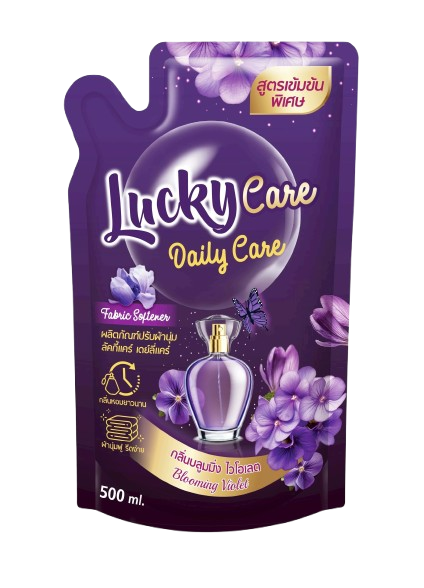 สูตรเข้มข้น
พิเศษ
Lucky Care
Daily Care
Fabric Softener
ผลิตภัณฑ์ปรับผ้านุ่ม
ลัคกี้แคร์ เดย์ลี่แคร์
กลิ่นหอมยาวนาน
ผ้านุ่มฟู รีดง่าย
กลิ่นบลูมมิ่ง ไวโอเลต
Blooming Violet
500 ml.